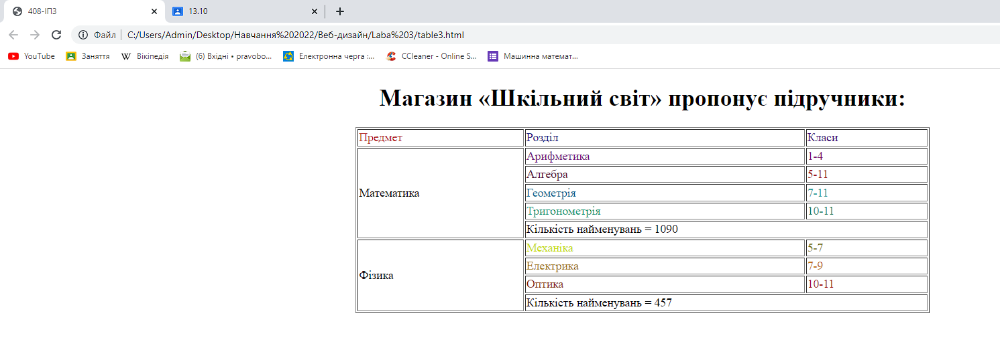 408-ІПЗ
13.10
Файл
C:/Users/Admin/Desktop/Навчання%202022/Веб-дизайн/Laba%203/table3.html
YouTube
Заняття
Вікіпедія
(6) Вхідні • pravobo...
Електронна черга :...
CCleaner - Online S...
Машинна математ...
Магазин «Шкільний світ» пропонує підручники:
Предмет Розділ Класи
Математика
Арифметика 1-4
Алгебра 5-11
Геометрія 7-11
Тригонометрія 10-11
Кількість найменувань = 1090
Фізика
Механіка 5-7
Електрика 7-9
Оптика 10-11
Кількість найменувань = 457